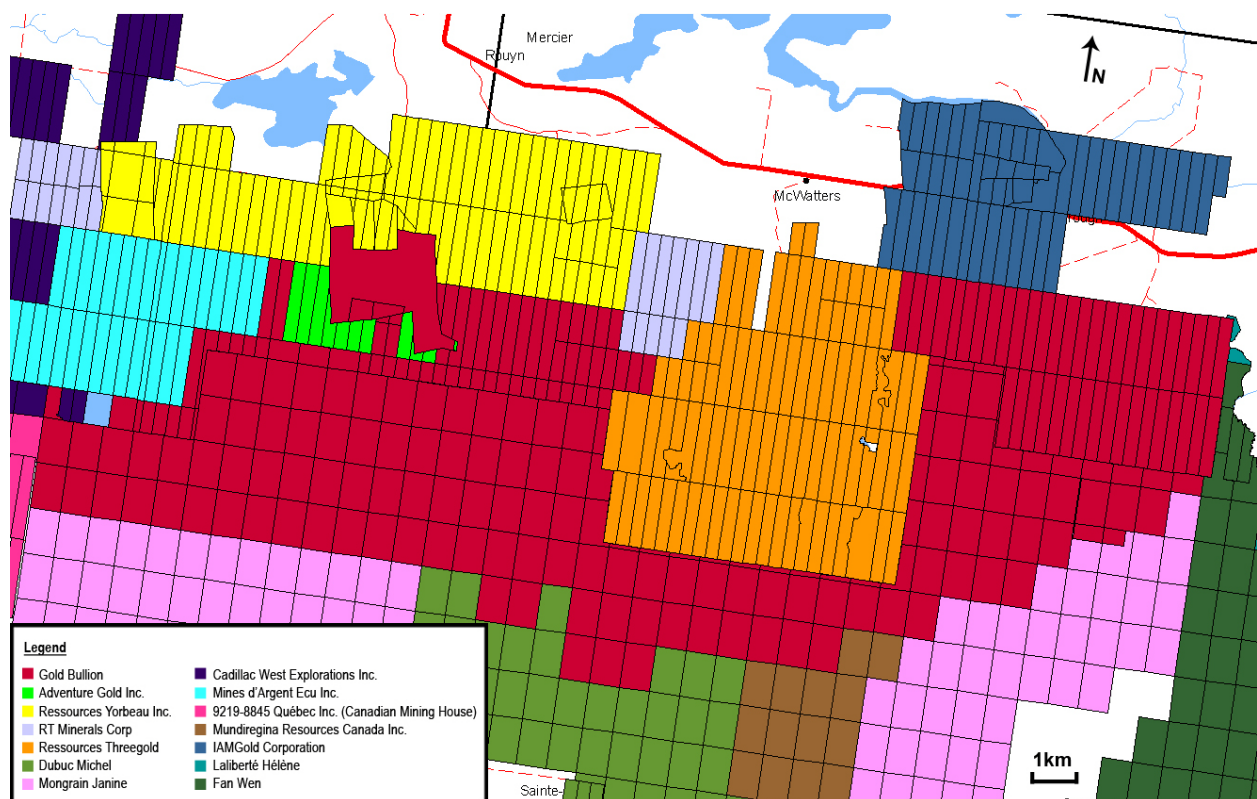 Mercier
Rouyn
N
McWatters
Legend
Gold Bullion
Adventure Gold Inc.
Ressources Yorbeau Inc.
RT Minerals Corp
Ressources Threegold
Dubuc Michel
Mongrain Janine
Cadillac West Explorations Inc.
Mines d'Argent Ecu Inc.
9219-8845 Québec Inc. (Canadian Mining House)
Mundiregina Resources Canada Inc.
IAMGold Corporation
Laliberté Hélène
Fan Wen
1km
Sainte-